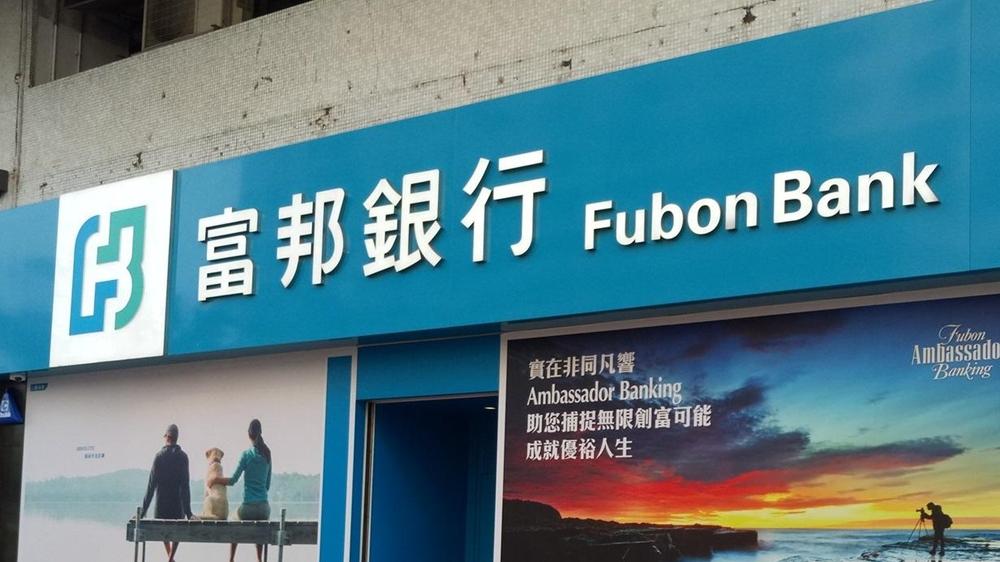 富邦銀行 Fubon Bank
實在非同凡響
Ambassador Banking
助您捕捉無限創富可能
成就優裕人生
Fubon
Ambassado
Banking